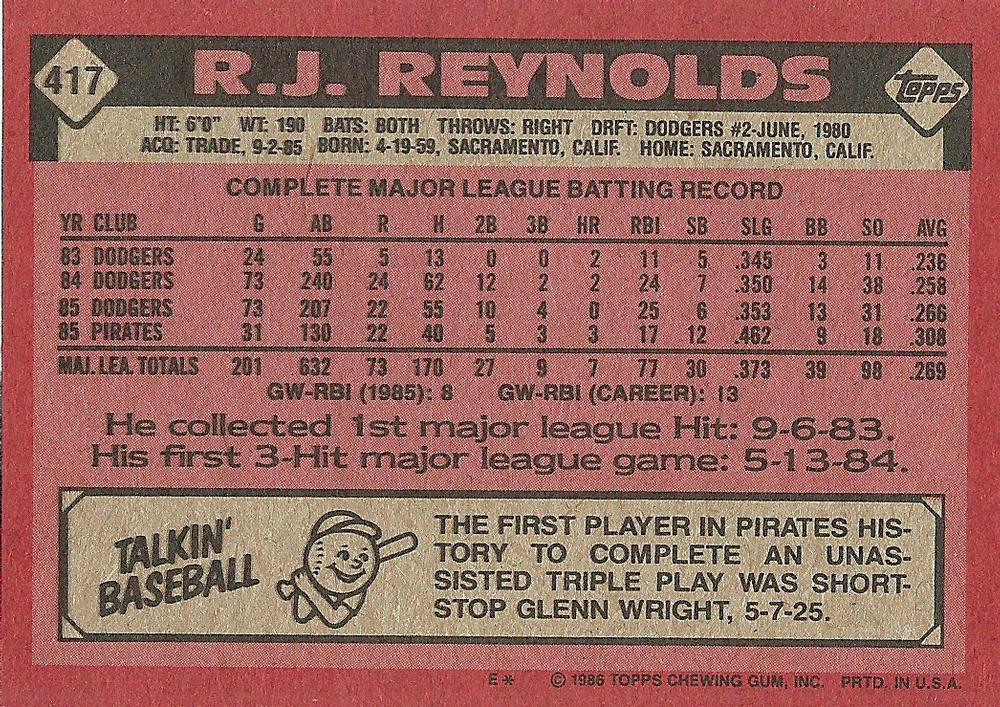 417 R.J. REYNOLDS topps
HT: 6'0" WT: 190 BATS: BOTH THROWS: RIGHT DRFT: DODGERS #2-JUNE, 1980
ACQ: TRADE, 9-2-85 BORN: 4-19-59, SACRAMENTO, CALIF. HOME: SACRAMENTO, CALIF.
COMPLETE MAJOR LEAGUE BATTING RECORD
YR CLUB G AB R H 2B 3B HR RBI SB SLG BB SO AVG
83 DODGERS 24 55 5 13 0 0 2 11 5 .345 3 11 .236
84 DODGERS 73 240 24 62 12 2 2 24 7 .350 14 38 .258
85 DODGERS 73 207 22 55 10 4 0 25 6 .353 13 31 .266
85 PIRATES 31 130 22 40 5 3 3 17 12 .462 9 18 .308
MAJ. LEA. TOTALS 201 632 73 170 27 9 7 77 30 .373 39 98 .269
GW-RBI (1985): 8 GW-RBI (CAREER): 13
He collected 1st major league Hit: 9-6-83.
His first 3-Hit major league game: 5-13-84.
TALKIN'
BASEBALL
THE FIRST PLAYER IN PIRATES HIS-
TORY TO COMPLETE AN UNAS-
SISTED TRIPLE PLAY WAS SHORT-
STOP GLENN WRIGHT, 5-7-25.
E* © 1986 TOPPS CHEWING GUM, INC. PRTD. IN U.S.A.